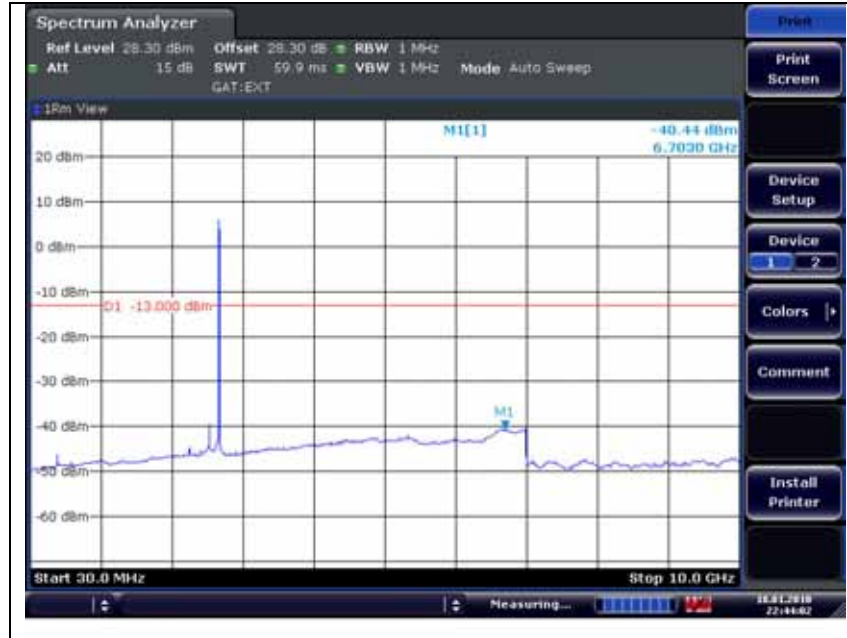 Spectrum Analyzer
Ref Level 28.30 dBm Offset 28.30 dB RBW 1 MHz
Att 15 dB SWT 59.9 ms VBW 1 MHz Mode Auto Sweep
GAT:EXT
1Rm View
M1[1] -40.44 dBm
6.7030 GHz
20 dBm
10 dBm
0 dBm
-10 dBm
D1 -13.000 dBm
-20 dBm
-30 dBm
M1
-40 dBm
-50 dBm
-60 dBm
Start 30.0 MHz Stop 10.0 GHz
Measuring...
22:44:02
Print
Print
Screen
Device
Setup
Device
1 2
Colors
Comment
Install
Printer